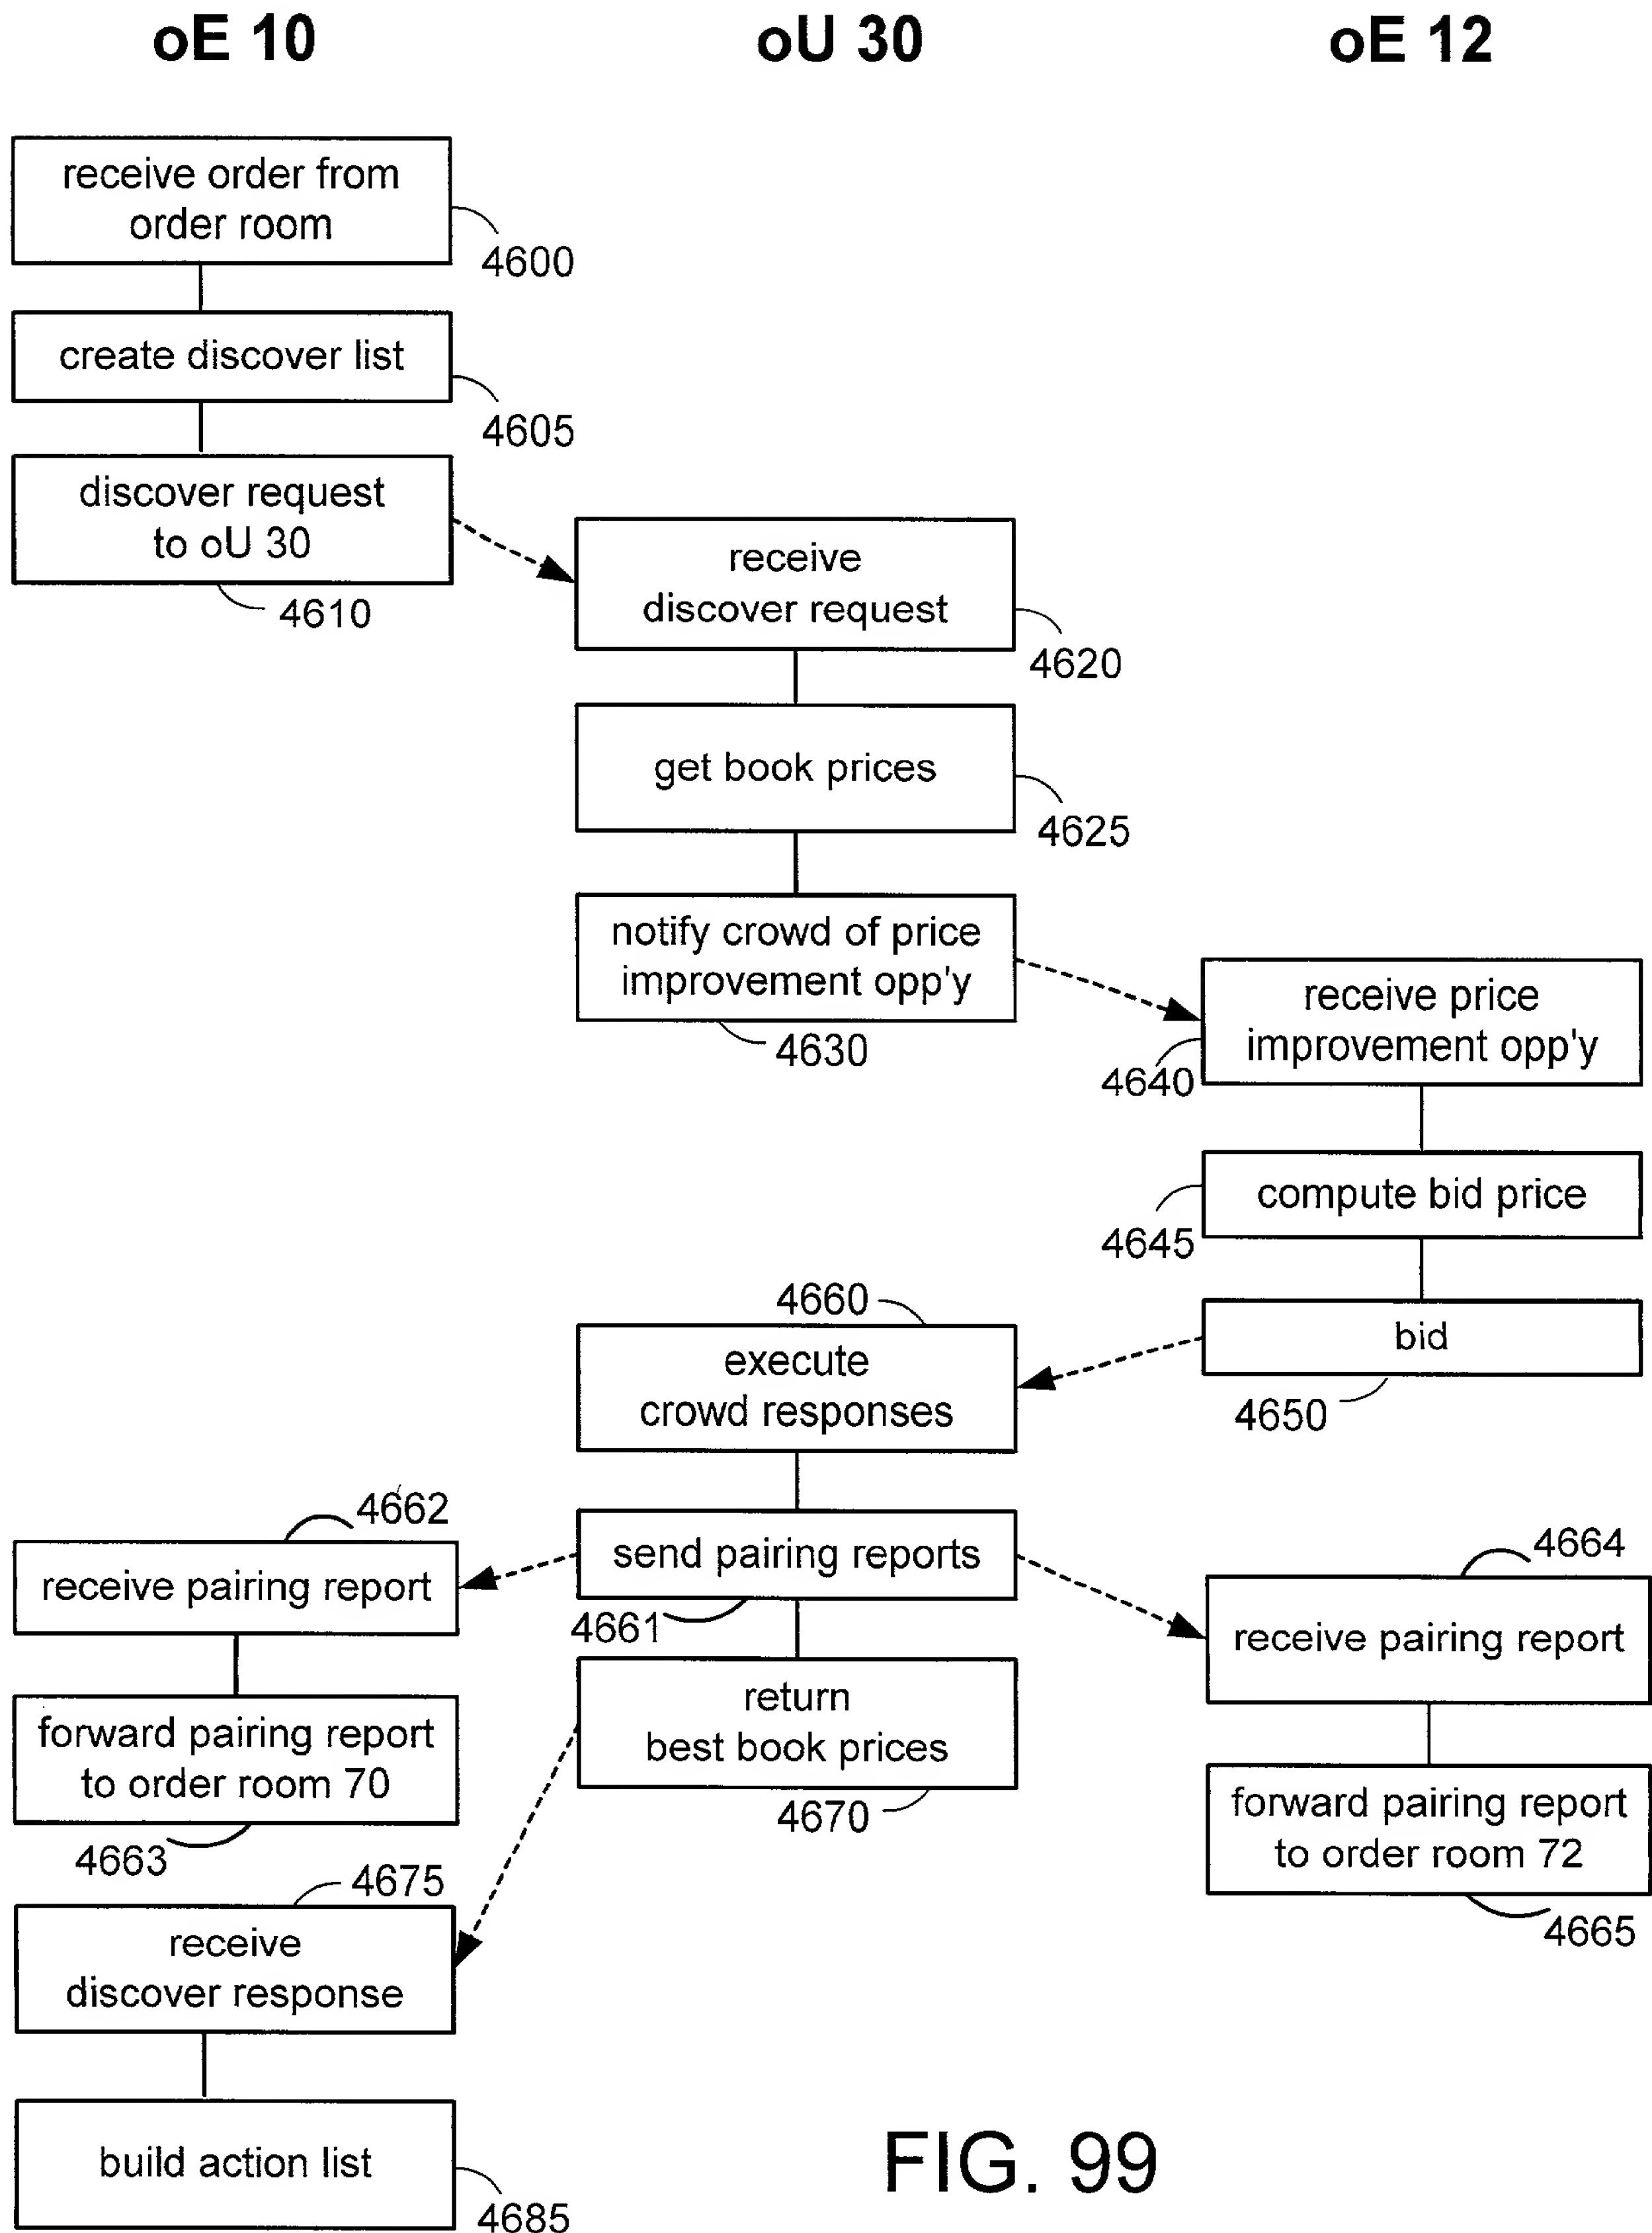 oE 10
oU 30
oE 12
receive order from
order room
4600
create discover list
4605
discover request
to oU 30
4610
receive
discover request
4620
get book prices
4625
notify crowd of price
improvement opp'y
4630
receive price
improvement opp'y
4640
compute bid price
4645
bid
4650
4660
execute
crowd responses
send pairing reports
4661
4662
receive pairing report
4664
receive pairing report
forward pairing report
to order room 70
4663
return
best book prices
4670
forward pairing report
to order room 72
4665
4675
receive
discover response
build action list
4685
FIG. 99